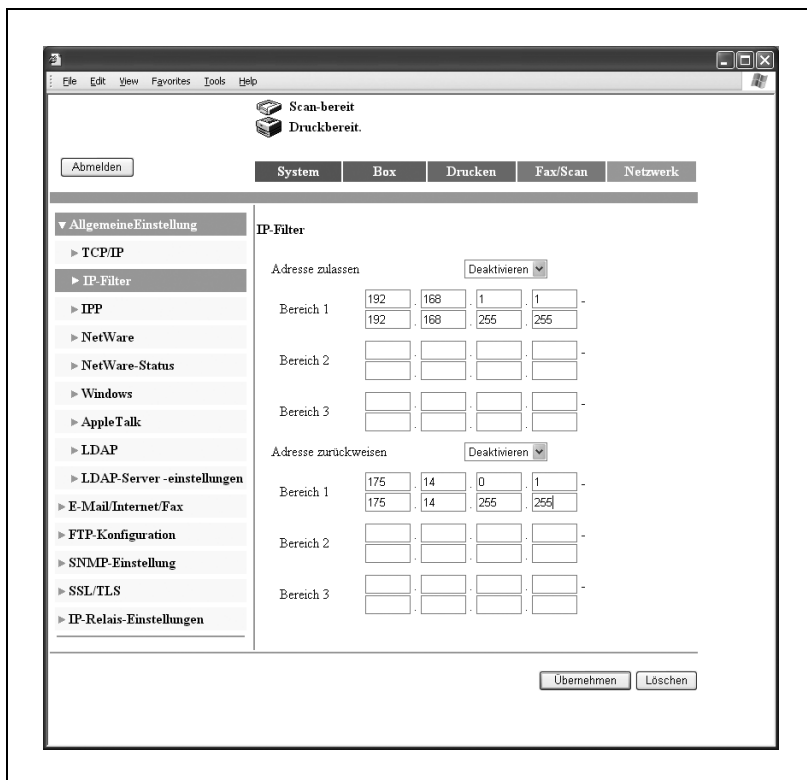 File Edit View Favorites Tools Help
Scan-bereit
Druckbereit.
Abmelden
System Box Drucken Fax/Scan Netzwerk
▼ AllgemeineEinstellung
► TCP/IP
► IP-Filter
► IPP
► NetWare
► NetWare-Status
► Windows
► AppleTalk
► LDAP
► LDAP-Server -einstellungen
► E-Mail/Internet/Fax
► FTP-Konfiguration
► SNMP-Einstellung
► SSL/TLS
► IP-Relais-Einstellungen
IP-Filter
Adresse zulassen Deaktivieren
Bereich 1
192 . 168 . 1 . 1 -
192 . 168 . 255 . 255
Bereich 2
. . . -
. . .
Bereich 3
. . . -
. . .
Adresse zurückweisen Deaktivieren
Bereich 1
175 . 14 . 0 . 1 -
175 . 14 . 255 . 255
Bereich 2
. . . -
. . .
Bereich 3
. . . -
. . .
Übernehmen Löschen